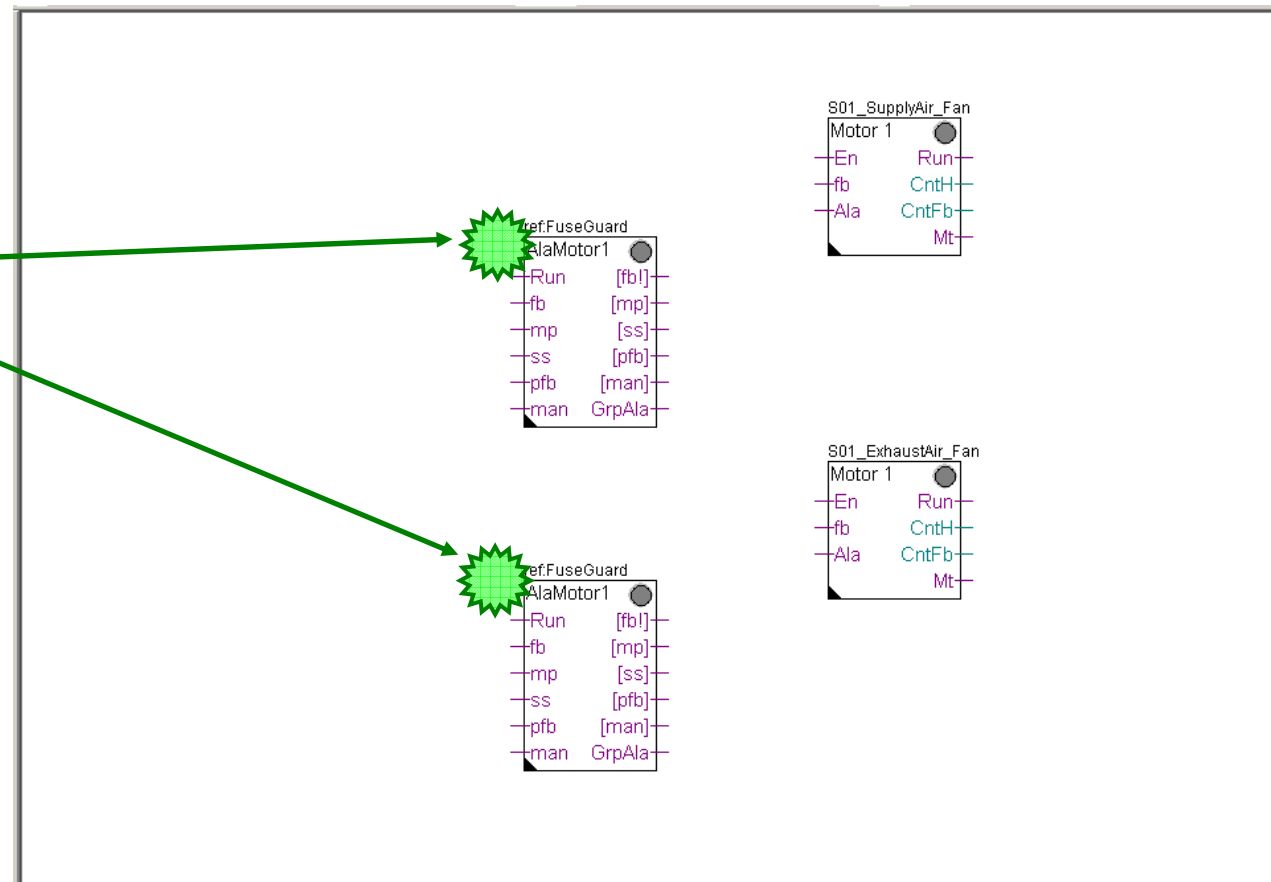 S01_SupplyAir_Fan
Motor 1
En Run
fb CntH
Ala CntFb
Mt
ref:FuseGuard
AlaMotor1
Run [fb!]
fb [mp]
mp [ss]
ss [pfb]
pfb [man]
man GrpAla
S01_ExhaustAir_Fan
Motor 1
En Run
fb CntH
Ala CntFb
Mt
ef:FuseGuard
AlaMotor1
Run [fb!]
fb [mp]
mp [ss]
ss [pfb]
pfb [man]
man GrpAla